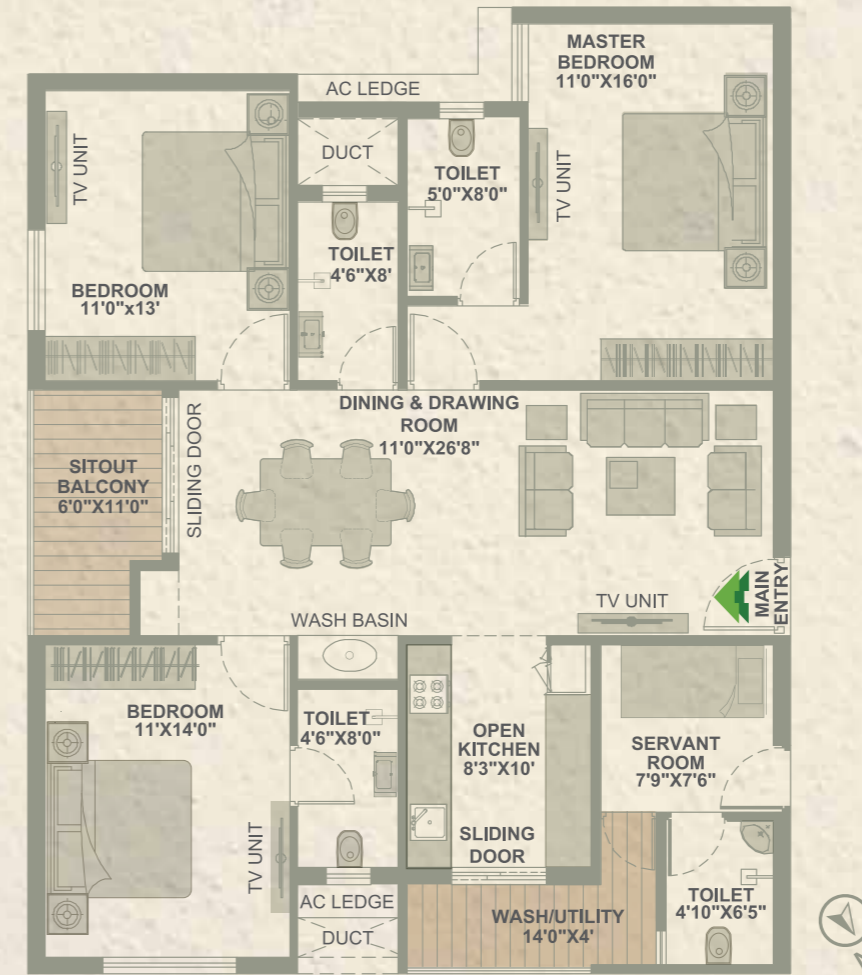 MASTER
BEDROOM
11'0"X16'0"
AC LEDGE
TV UNIT
DUCT
TOILET
5'0"X8'0"
TV UNIT
TOILET
4'6"X8'
BEDROOM
11'0"x13'
DINING & DRAWING
ROOM
11'0"X26'8"
SLIDING DOOR
SITOUT
BALCONY
6'0"X11'0"
MAIN
ENTRY
TV UNIT
WASH BASIN
BEDROOM
11'X14'0"
TOILET
4'6"X8'0"
OPEN
KITCHEN
8'3"X10'
SERVANT
ROOM
7'9"X7'6"
SLIDING
DOOR
TV UNIT
AC LEDGE
DUCT
WASH/UTILITY
14'0"X4'
TOILET
4'10"X6'5"